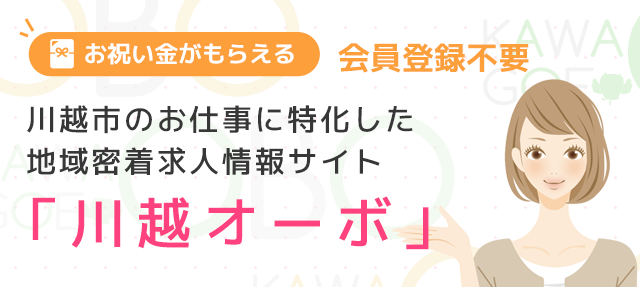 お祝い金がもらえる
会員登録不要
川越市のお仕事に特化した
地域密着求人情報サイト
「川越オーボ」
KAWA
GOE